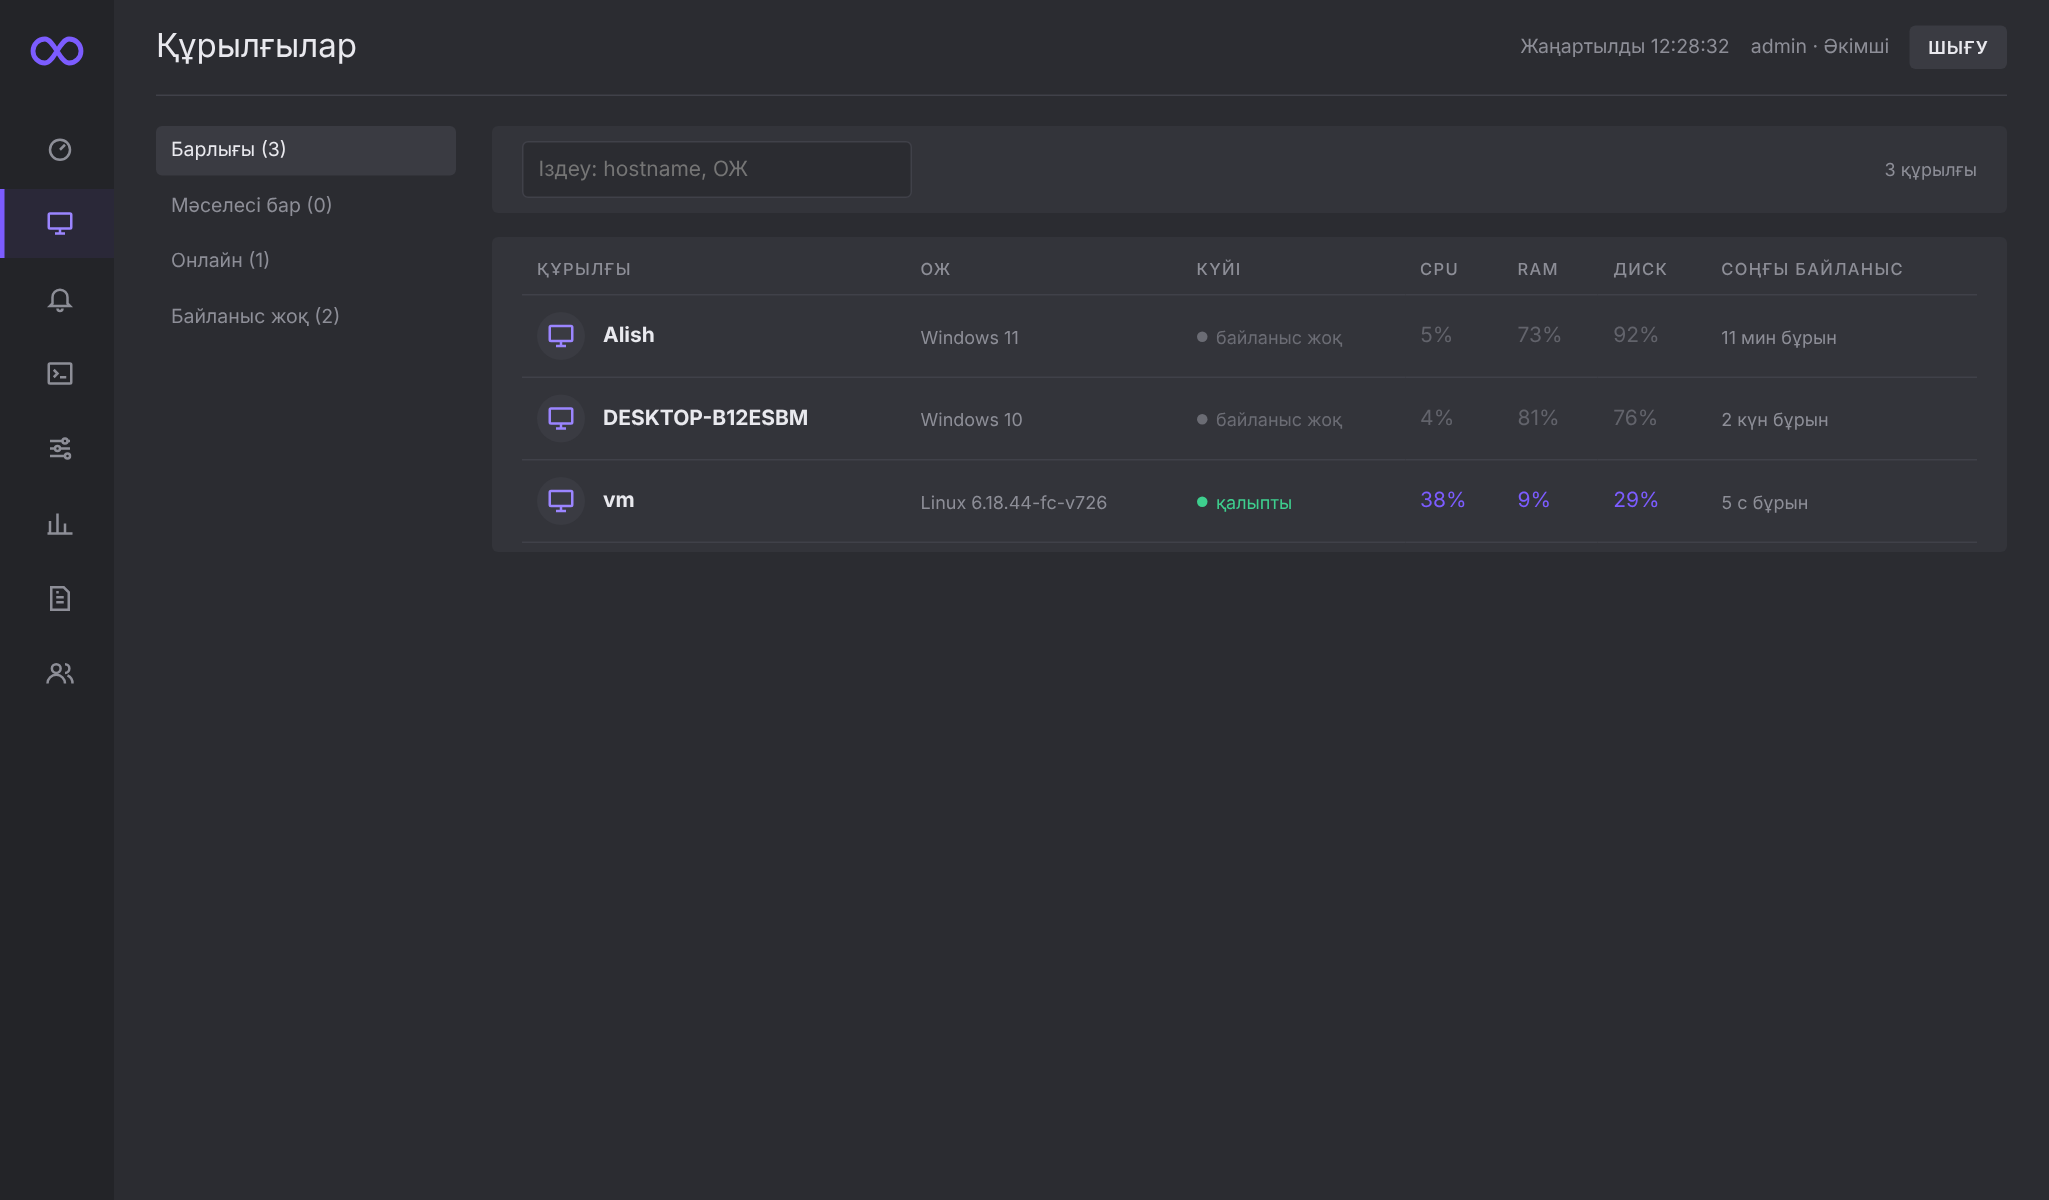 Құрылғылар
Жаңартылды 12:28:32 admin · Әкімші ШЫҒУ
Барлығы (3)
Мәселесі бар (0)
Онлайн (1)
Байланыс жоқ (2)
Іздеу: hostname, ОЖ
3 құрылғы
ҚҰРЫЛҒЫ ОЖ КҮЙІ CPU RAM ДИСК СОҢҒЫ БАЙЛАНЫС
Alish Windows 11 байланыс жоқ 5% 73% 92% 11 мин бұрын
DESKTOP-B12ESBM Windows 10 байланыс жоқ 4% 81% 76% 2 күн бұрын
vm Linux 6.18.44-fc-v726 қалыпты 38% 9% 29% 5 с бұрын